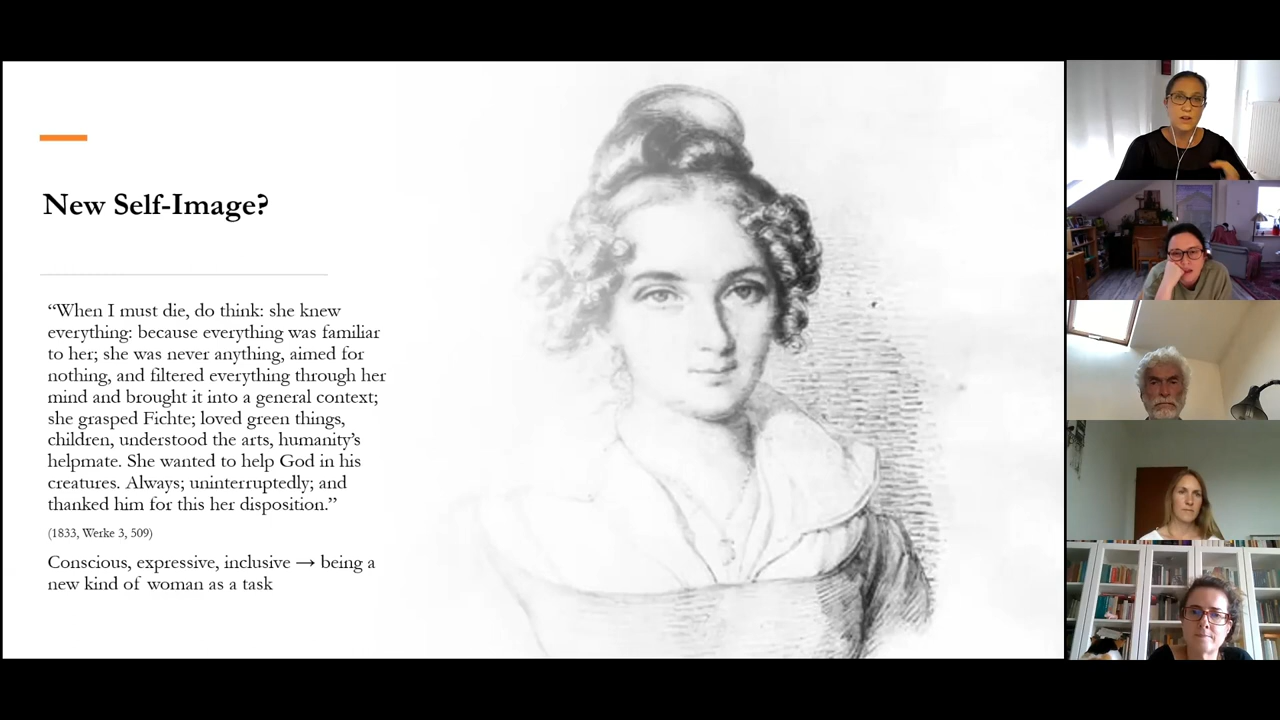 New Self-Image?
“When I must die, do think: she knew
everything: because everything was familiar
to her; she was never anything, aimed for
nothing, and filtered everything through her
mind and brought it into a general context;
she grasped Fichte; loved green things,
children, understood the arts, humanity’s
helpmate. She wanted to help God in his
creatures. Always; uninterruptedly; and
thanked him for this her disposition.”
(1833, Werke 3, 509)
Conscious, expressive, inclusive → being a
new kind of woman as a task